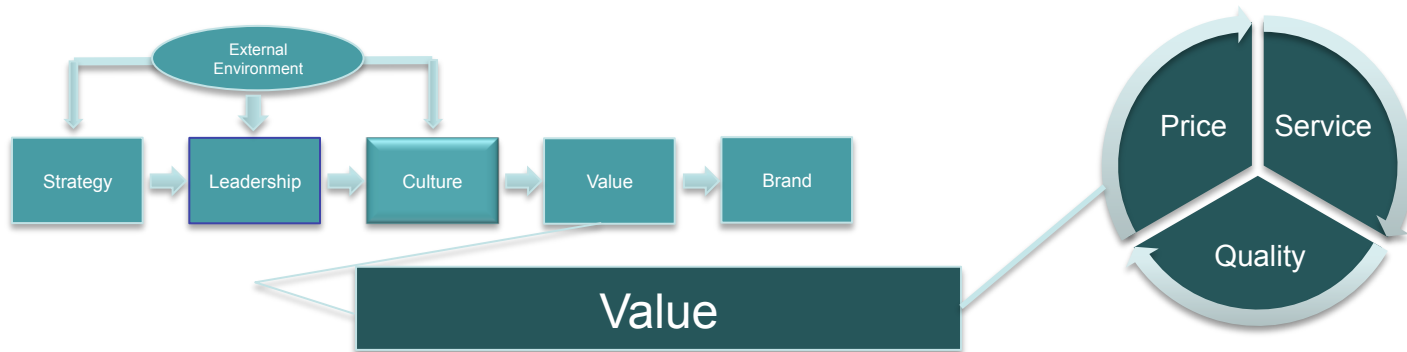 External
Environment
Strategy
Leadership
Culture
Value
Brand
Value
Price
Service
Quality